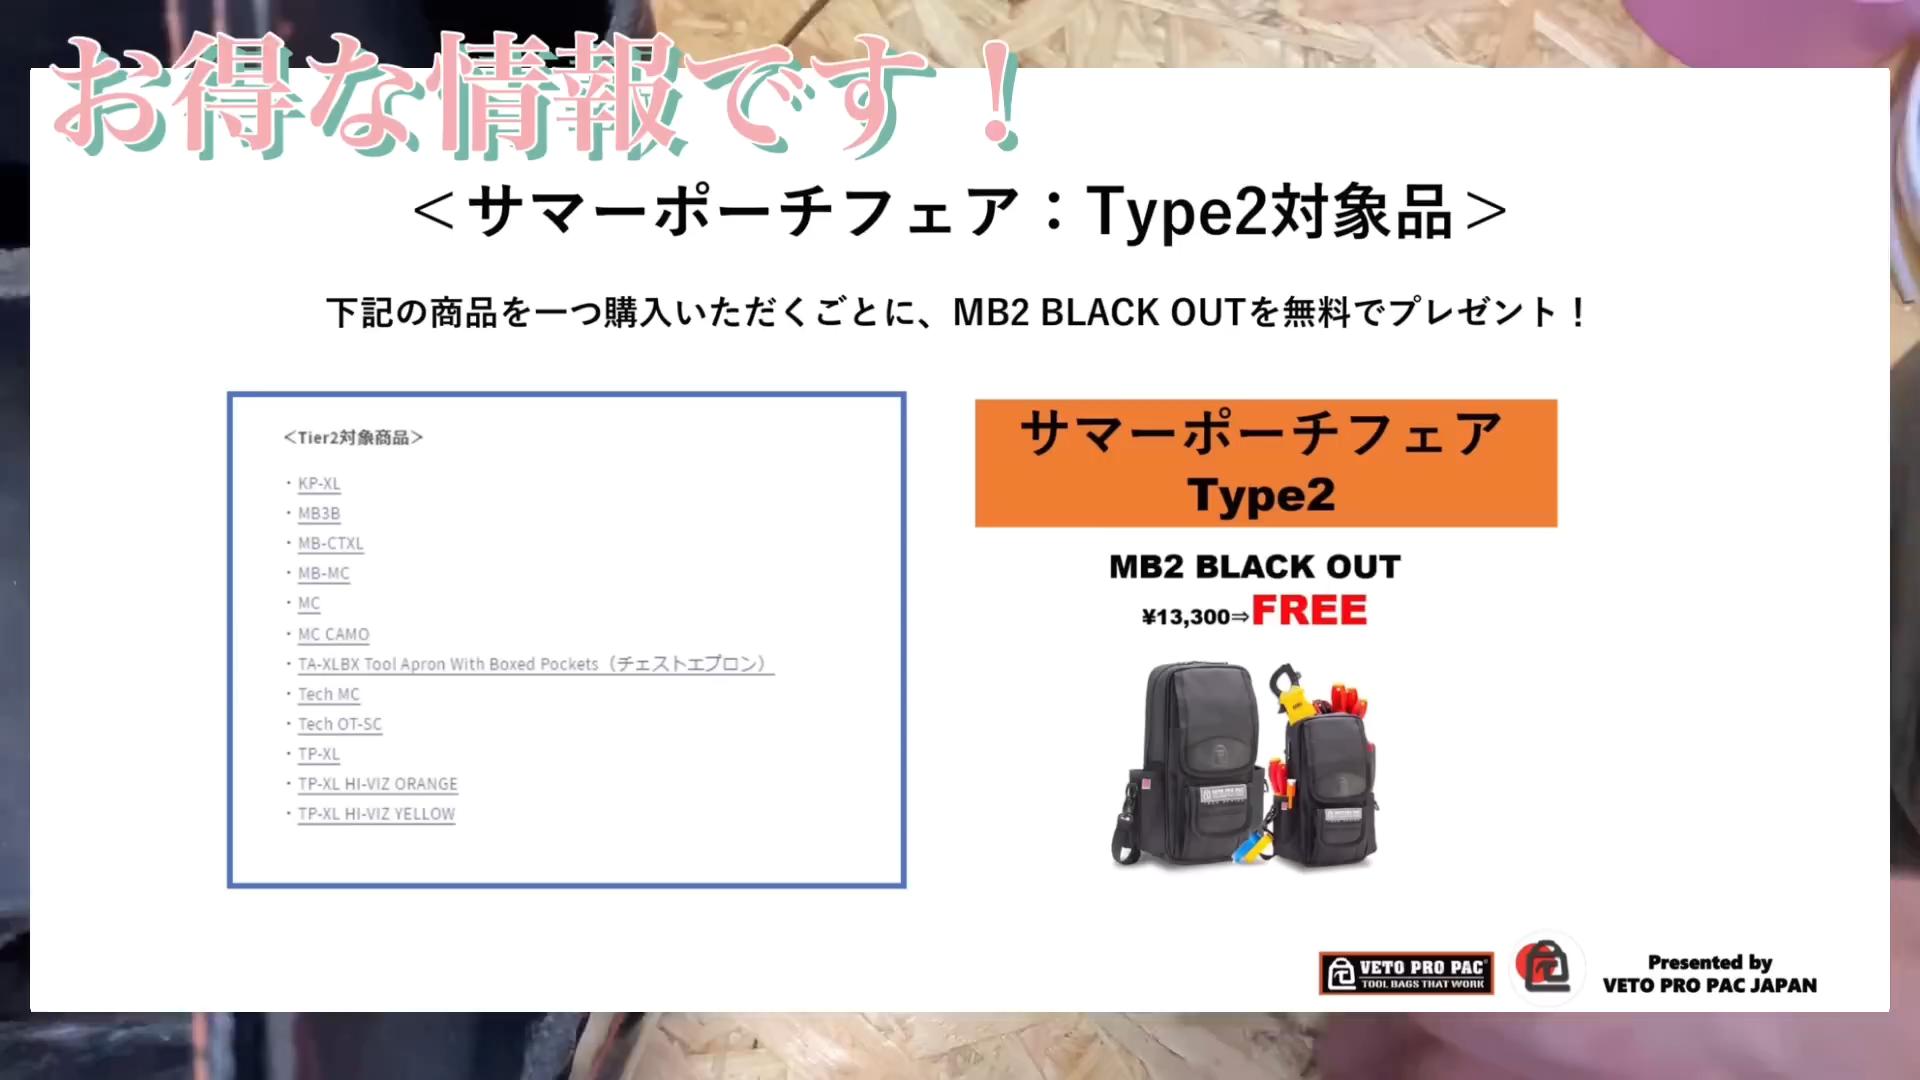 お得な情報です！
＜サマーポーチフェア：Type2対象品＞
下記の商品を一つ購入いただくごとに、MB2 BLACK OUTを無料でプレゼント！
＜Tier2対象商品＞
・KP-XL
・MB3B
・MB-CTXL
・MB-MC
・MC
・MC CAMO
・TA-XLBX Tool Apron With Boxed Pockets（チェストエプロン）
・Tech MC
・Tech OT-SC
・TP-XL
・TP-XL HI-VIZ ORANGE
・TP-XL HI-VIZ YELLOW
サマーポーチフェア
Type2
MB2 BLACK OUT
¥13,300⇒FREE
VETO PRO PAC
VETO PRO PAC
VETO PRO PAC
TOOL BAGS THAT WORK
Presented by
VETO PRO PAC JAPAN